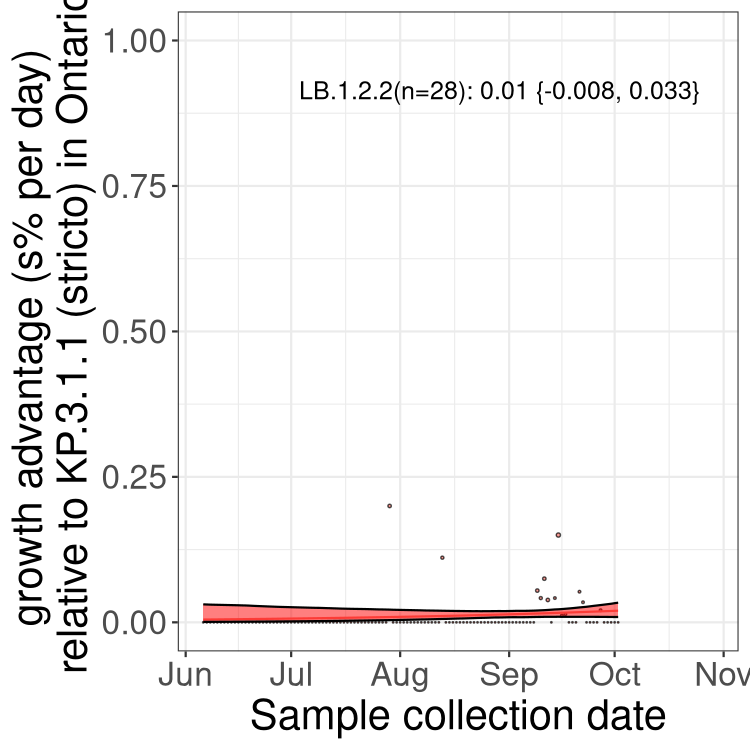 growth advantage (s% per day)
relative to KP.3.1.1 (stricto) in Ontario
1.00
LB.1.2.2(n=28): 0.01 {-0.008, 0.033}
0.75
0.50
0.25
0.00
Jun Jul Aug Sep Oct Nov
Sample collection date